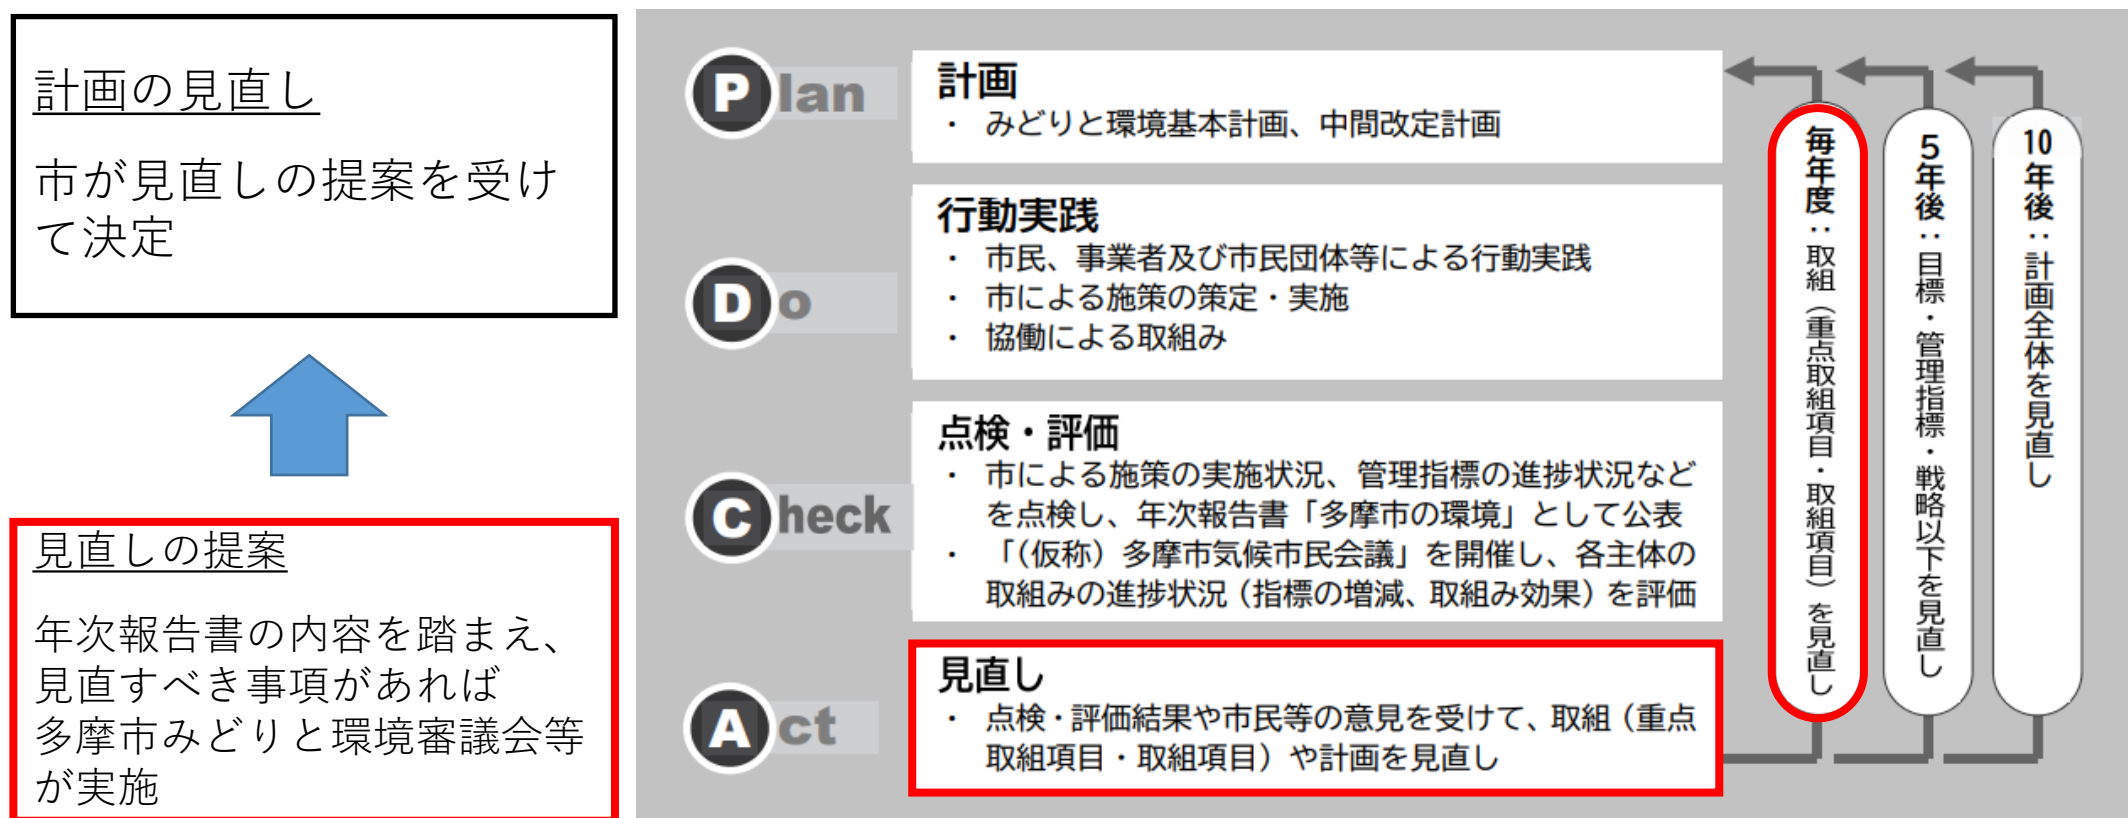 計画の見直し
市が見直しの提案を受け
て決定
見直しの提案
年次報告書の内容を踏まえ、
見直すべき事項があれば
多摩市みどりと環境審議会等
が実施
Plan
計画
・ みどりと環境基本計画、中間改定計画
Do
行動実践
・ 市民、事業者及び市民団体等による行動実践
・ 市による施策の策定・実施
・ 協働による取組み
Check
点検・評価
・ 市による施策の実施状況、管理指標の進捗状況など
を点検し、年次報告書「多摩市の環境」として公表
・ 「(仮称)多摩市気候市民会議」を開催し、各主体の
取組みの進捗状況(指標の増減、取組み効果)を評価
Act
見直し
・ 点検・評価結果や市民等の意見を受けて、取組(重点
取組項目・取組項目)や計画を見直し
毎年度:取組(重点取組項目・取組項目)を見直し
5年後:目標・管理指標・戦略以下を見直し
10年後:計画全体を見直し